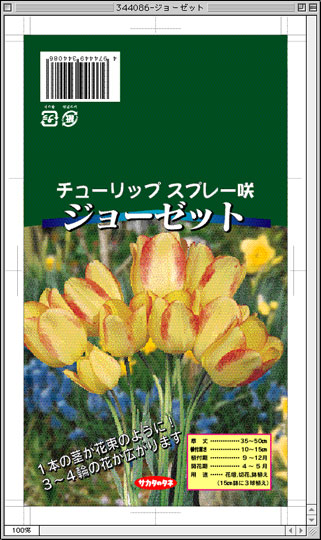 344086-ジョーゼット
4 974449 344086
紙
プラ
チューリップ スプレー咲
ジョーゼット
1本の茎が花束のように!
3~4輪の花が広がります
サカタのタネ
草丈…………35~50cm
植付深さ…………10~15cm
植付期…………9~12月
開花期…………4~5月
用途……花壇、切花、鉢植え
(15cm鉢に3球植え)
100%